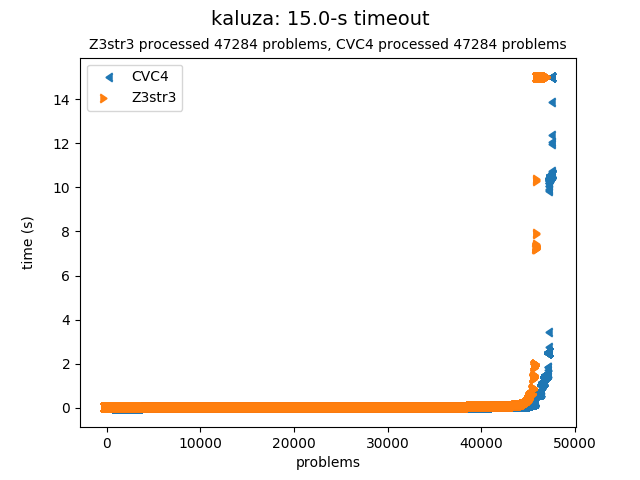 kaluza: 15.0-s timeout
Z3str3 processed 47284 problems, CVC4 processed 47284 problems
CVC4
Z3str3
time (s)
14
12
10
8
6
4
2
0
0 10000 20000 30000 40000 50000
problems